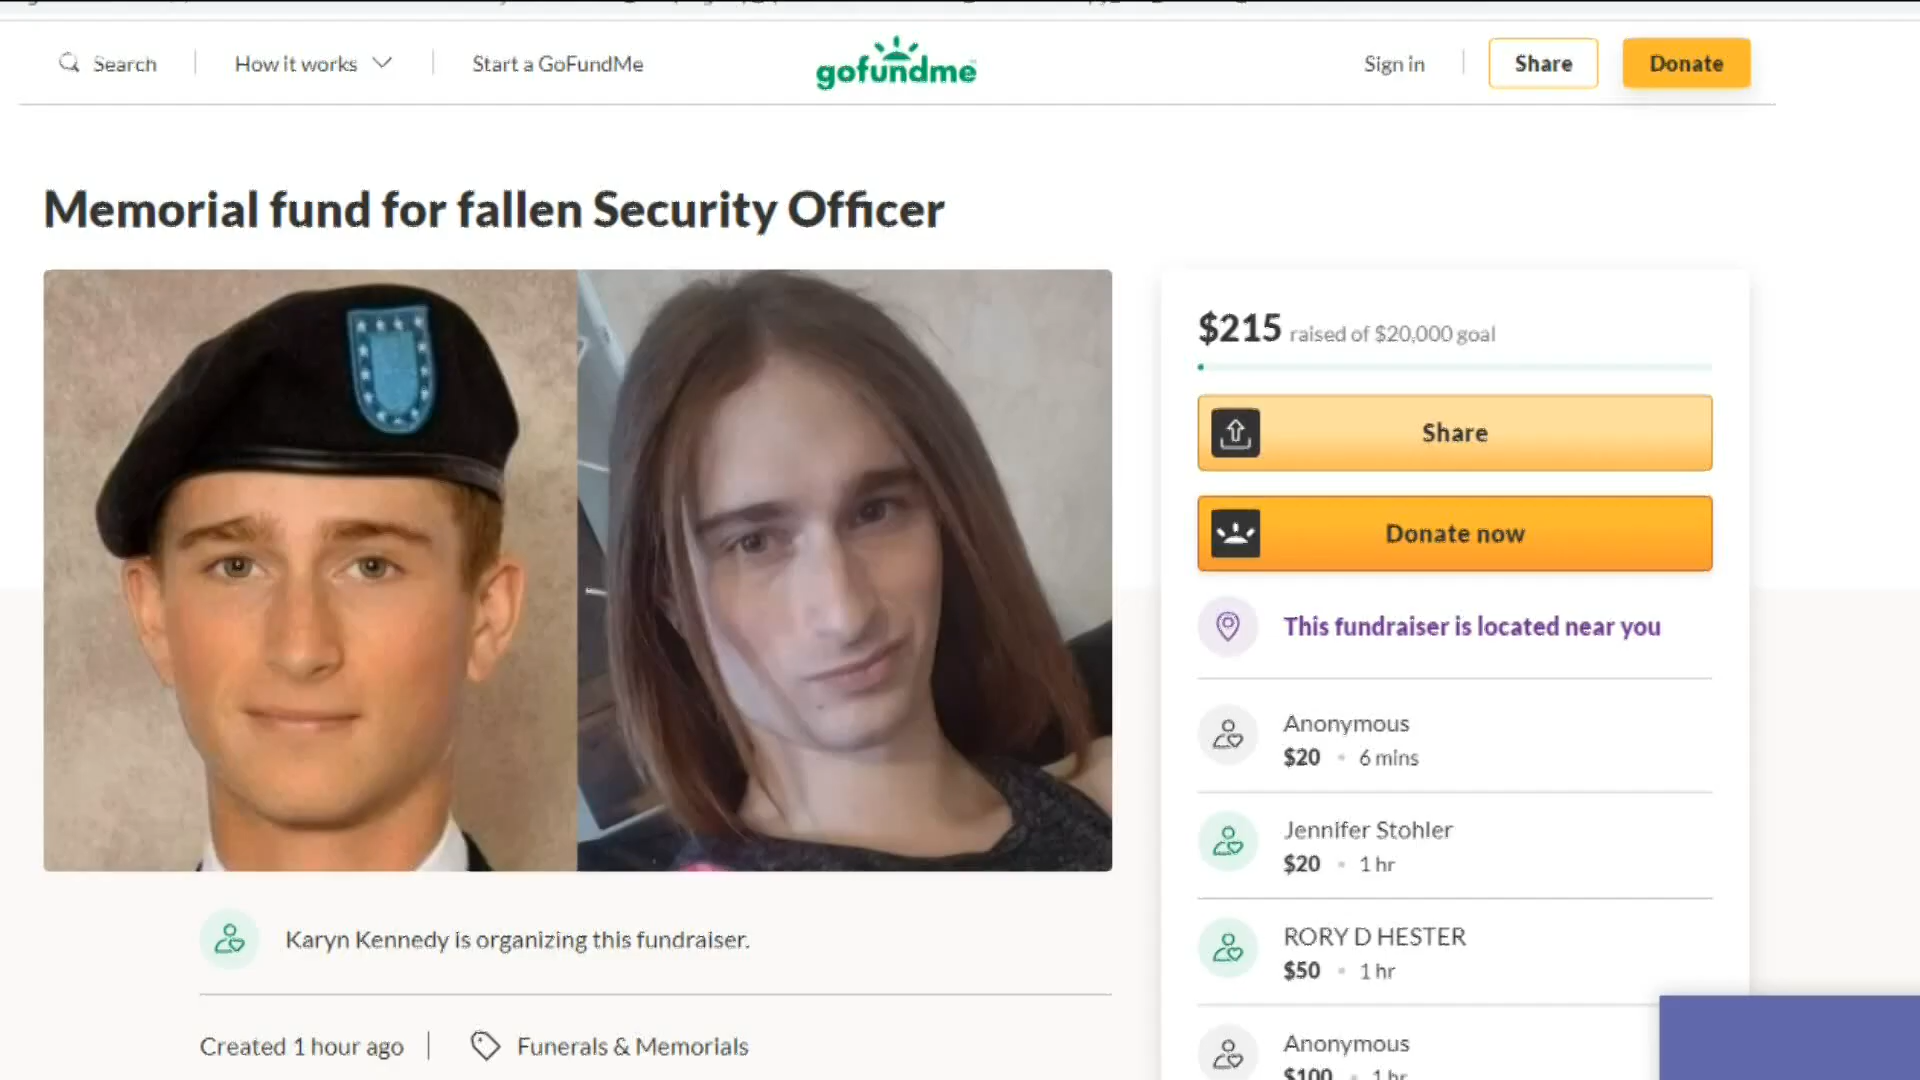 Search
How it works
Start a GoFundMe
gofundme
Sign in
Share
Donate
Memorial fund for fallen Security Officer
$215 raised of $20,000 goal
Share
Donate now
This fundraiser is located near you
Anonymous
$20 • 6 mins
Jennifer Stohler
$20 • 1 hr
RORY D HESTER
$50 • 1 hr
Anonymous
$100 • 1 hr
Karyn Kennedy is organizing this fundraiser.
Created 1 hour ago
Funerals & Memorials